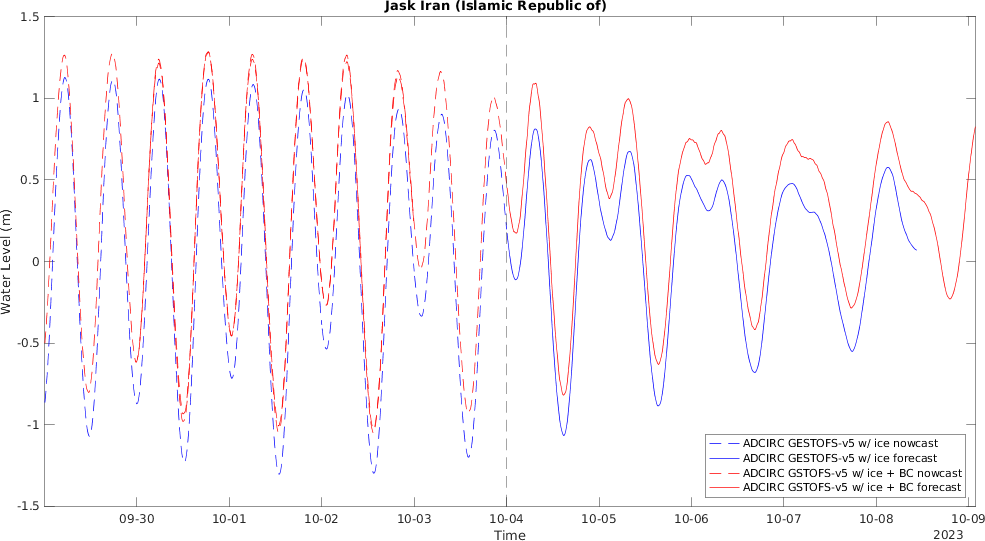 Jask Iran (Islamic Republic of)
1.5
1
0.5
0
-0.5
-1
-1.5
Water Level (m)
ADCIRC GESTOFS-v5 w/ ice nowcast
ADCIRC GESTOFS-v5 w/ ice forecast
ADCIRC GSTOFS-v5 w/ ice + BC nowcast
ADCIRC GSTOFS-v5 w/ ice + BC forecast
09-30 10-01 10-02 10-03 10-04 10-05 10-06 10-07 10-08 10-09
Time
2023